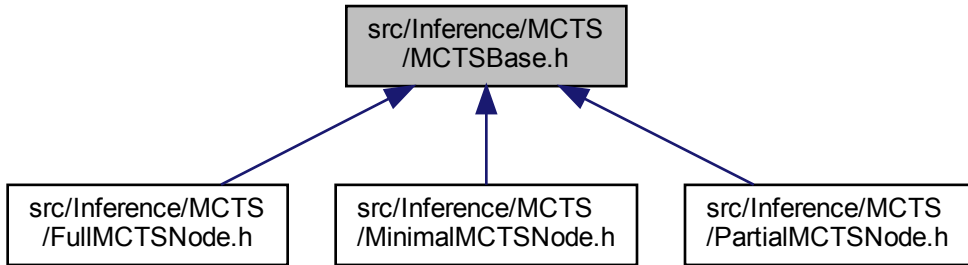 src/Inference/MCTS
/MCTSBase.h
src/Inference/MCTS
/FullMCTSNode.h
src/Inference/MCTS
/MinimalMCTSNode.h
src/Inference/MCTS
/PartialMCTSNode.h